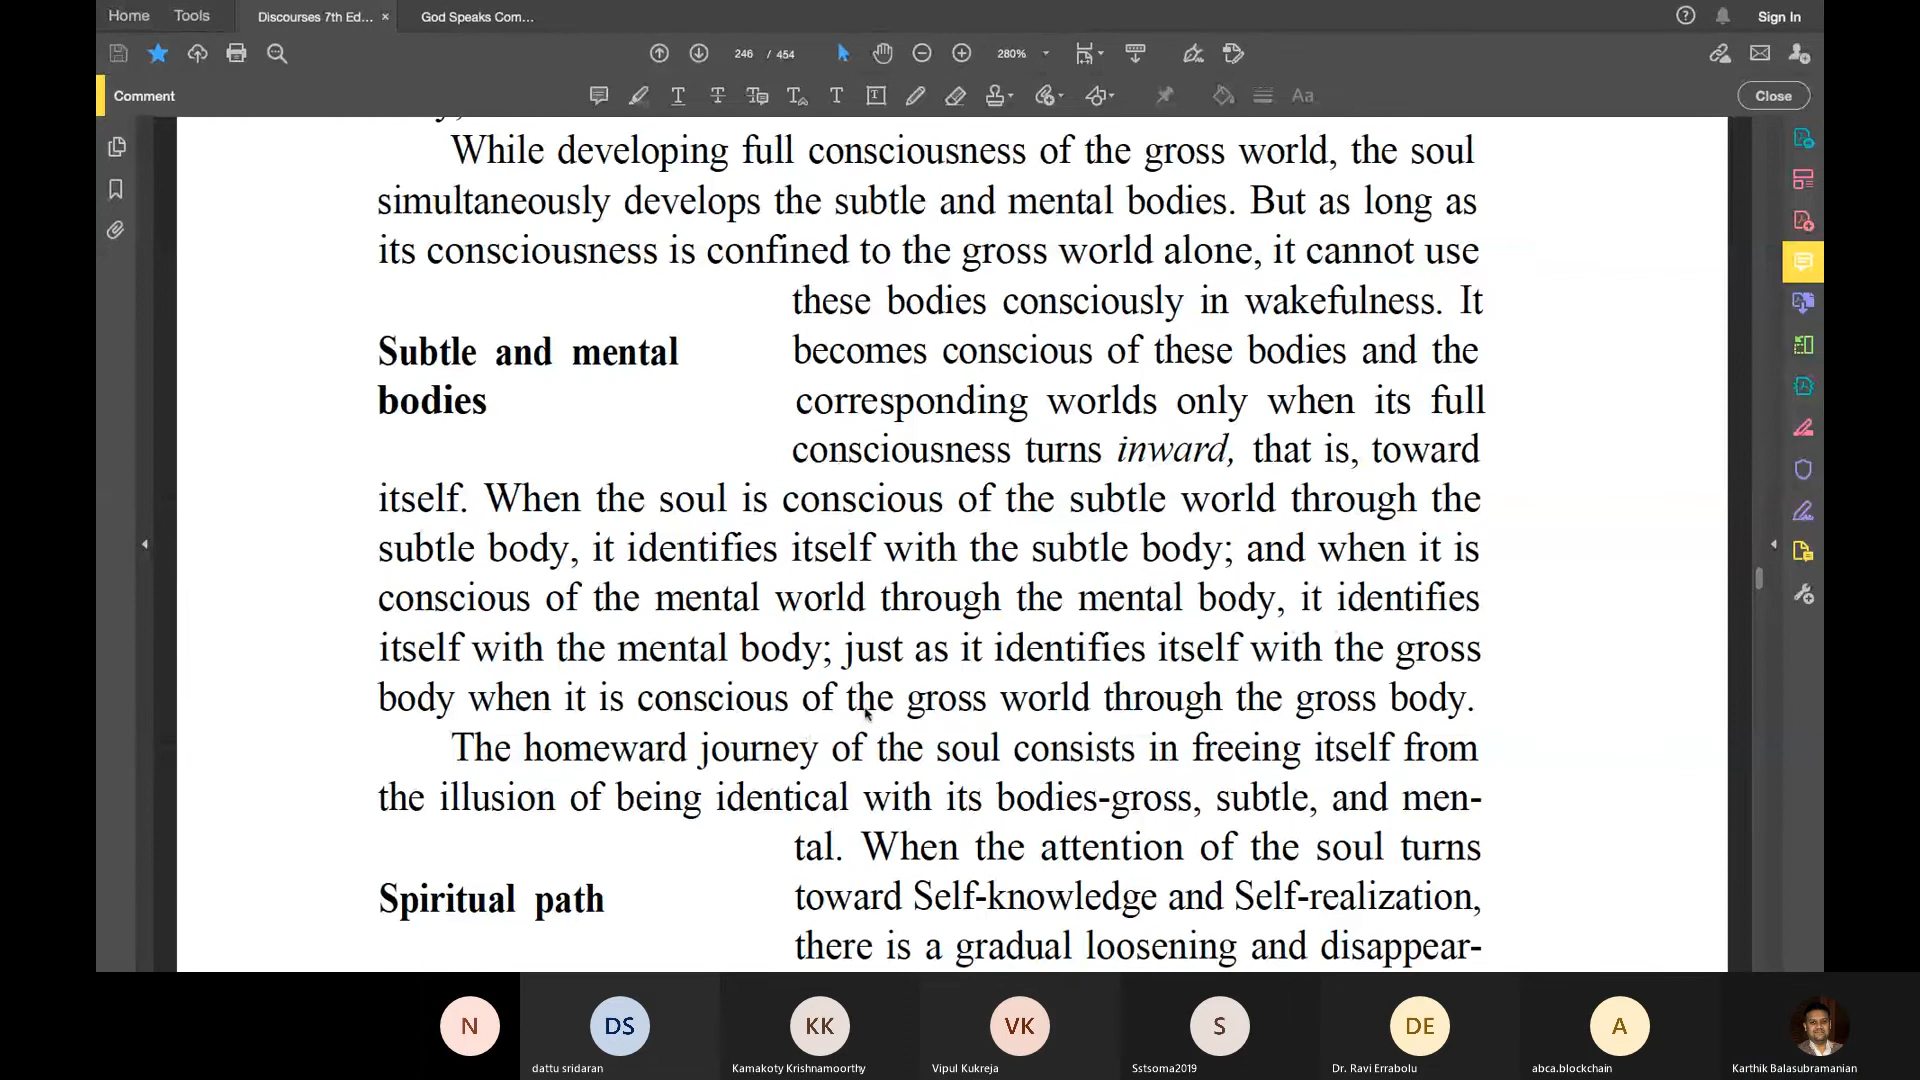 Home
Tools
Discourses 7th Ed...
×
God Speaks Com...
Sign In
246 / 454
280%
Comment
Aa
Close
While developing full consciousness of the gross world, the soul
simultaneously develops the subtle and mental bodies. But as long as
its consciousness is confined to the gross world alone, it cannot use
these bodies consciously in wakefulness. It
Subtle and mental
becomes conscious of these bodies and the
bodies
corresponding worlds only when its full
consciousness turns inward, that is, toward
itself. When the soul is conscious of the subtle world through the
subtle body, it identifies itself with the subtle body; and when it is
conscious of the mental world through the mental body, it identifies
itself with the mental body; just as it identifies itself with the gross
body when it is conscious of the gross world through the gross body.
The homeward journey of the soul consists in freeing itself from
the illusion of being identical with its bodies-gross, subtle, and men-
tal. When the attention of the soul turns
Spiritual path
toward Self-knowledge and Self-realization,
there is a gradual loosening and disappear-
N
DS
KK
VK
S
DE
A
dattu sridaran
Kamakoty Krishnamoorthy
Vipul Kukreja
Sstsoma2019
Dr. Ravi Errabolu
abca.blockchain
Karthik Balasubramanian